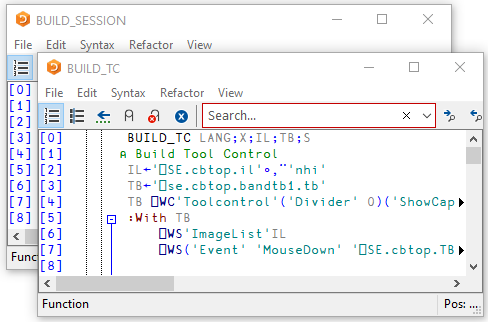 BUILD_SESSION
File Edit Syntax Refactor View
[0]
[1]
[2]
[3]
[4]
[5]
[6]
[7]
[8]
Function
BUILD_TC
File Edit Syntax Refactor View
Search...
[0] BUILD_TC LANG;X;IL;TB;S
[1] ⍝ Build Tool Control
[2] IL←'⎕SE.cbtop.il'∘,¨'nhi'
[3] TB←'⎕se.cbtop.bandtb1.tb'
[4] TB ⎕WC'Toolcontrol'('Divider' 0)('ShowCap
[5] :With TB
[6] ⎕WS'ImageList'IL
[7] ⎕WS('Event' 'MouseDown' '⎕SE.cbtop.TB
[8]
Function Pos: ...